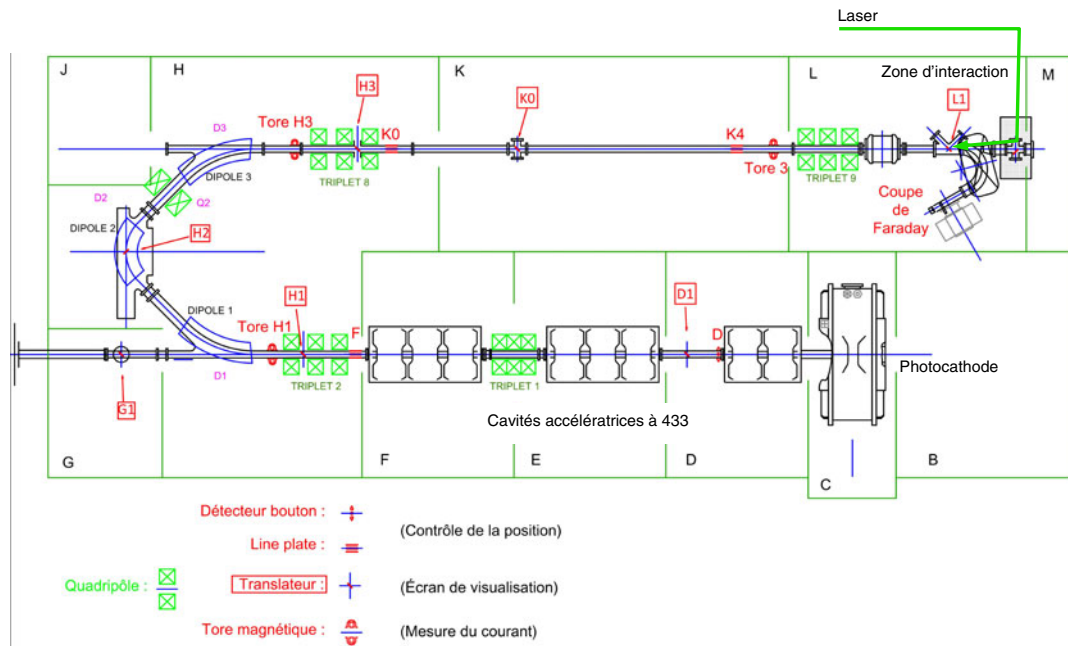 Laser
J
H
K
L
M
Zone d'interaction
H3
K0
L1
D3
Tore H3
K0
K4
Tore 3
DIPOLE 3
TRIPLET 8
TRIPLET 9
D2
Q2
Coupe
de
Faraday
DIPOLE 2
H2
DIPOLE 1
H1
D1
Tore H1
F
D
D1
TRIPLET 2
TRIPLET 1
Photocathode
G1
Cavités accélératrices à 433
G
F
E
D
B
C
Détecteur bouton :
(Contrôle de la position)
Line plate :
Quadripôle :
Translateur :
(Écran de visualisation)
Tore magnétique :
(Mesure du courant)